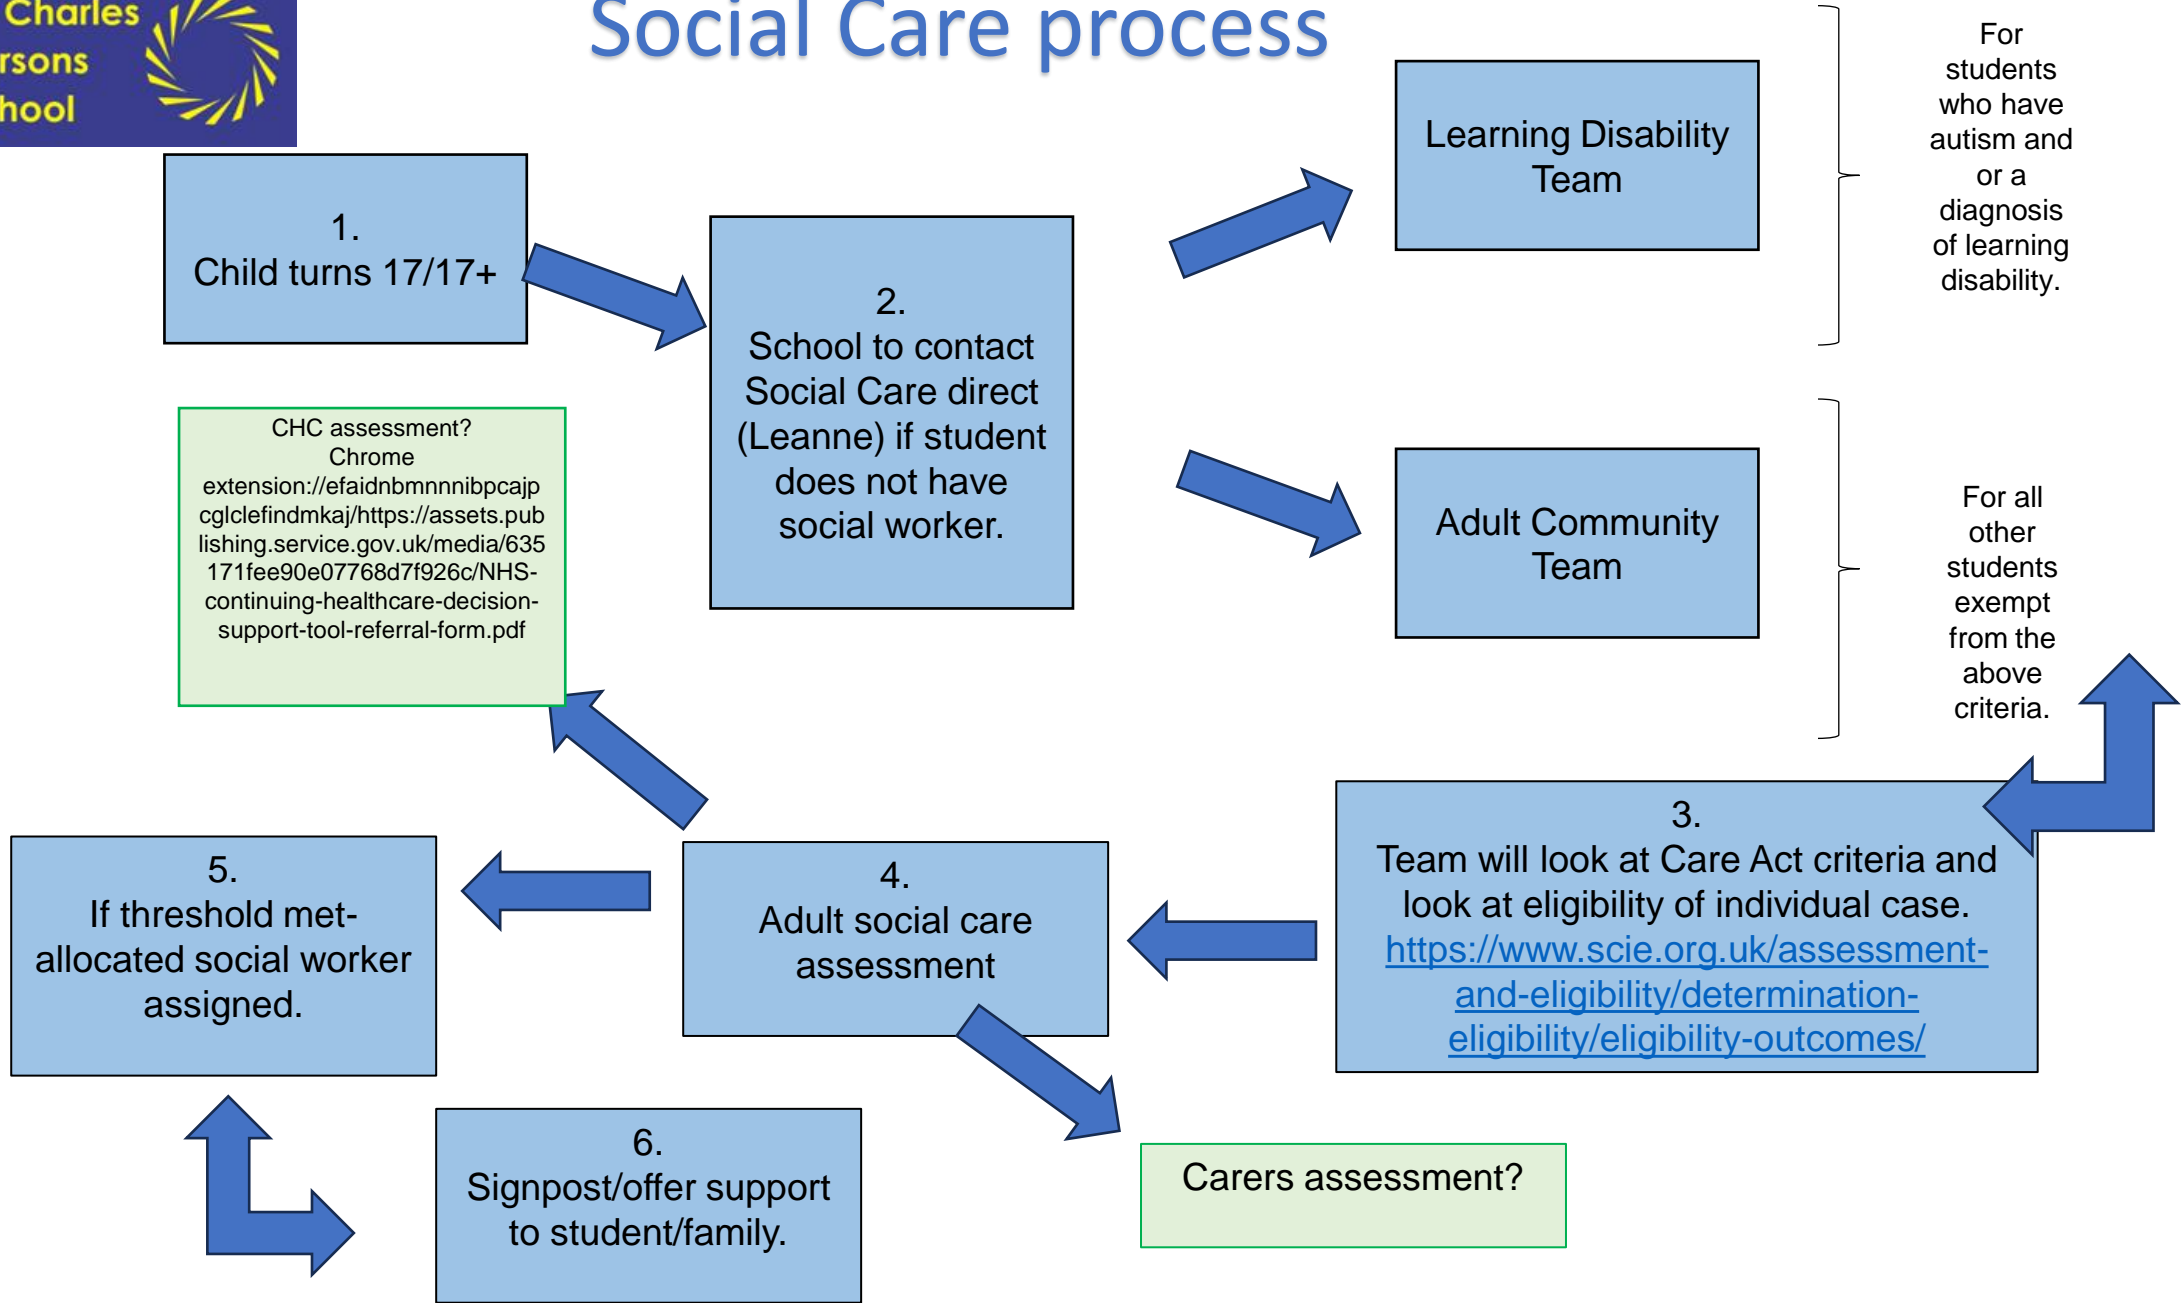 Charles
rsons
hool
Social Care process
1.
Child turns 17/17+
2.
School to contact
Social Care direct
(Leanne) if student
does not have
social worker.
Learning Disability
Team
For
students
who have
autism and
or a
diagnosis
of learning
disability.
Adult Community
Team
For all
other
students
exempt
from the
above
criteria.
CHC assessment?
Chrome
extension://efaidnbmnnnibpcajp
cglclefindmkaj/https://assets.pub
lishing.service.gov.uk/media/635
171fee90e07768d7f926c/NHS-
continuing-healthcare-decision-
support-tool-referral-form.pdf
3.
Team will look at Care Act criteria and
look at eligibility of individual case.
https://www.scie.org.uk/assessment-
and-eligibility/determination-
eligibility/eligibility-outcomes/
4.
Adult social care
assessment
5.
If threshold met-
allocated social worker
assigned.
6.
Signpost/offer support
to student/family.
Carers assessment?